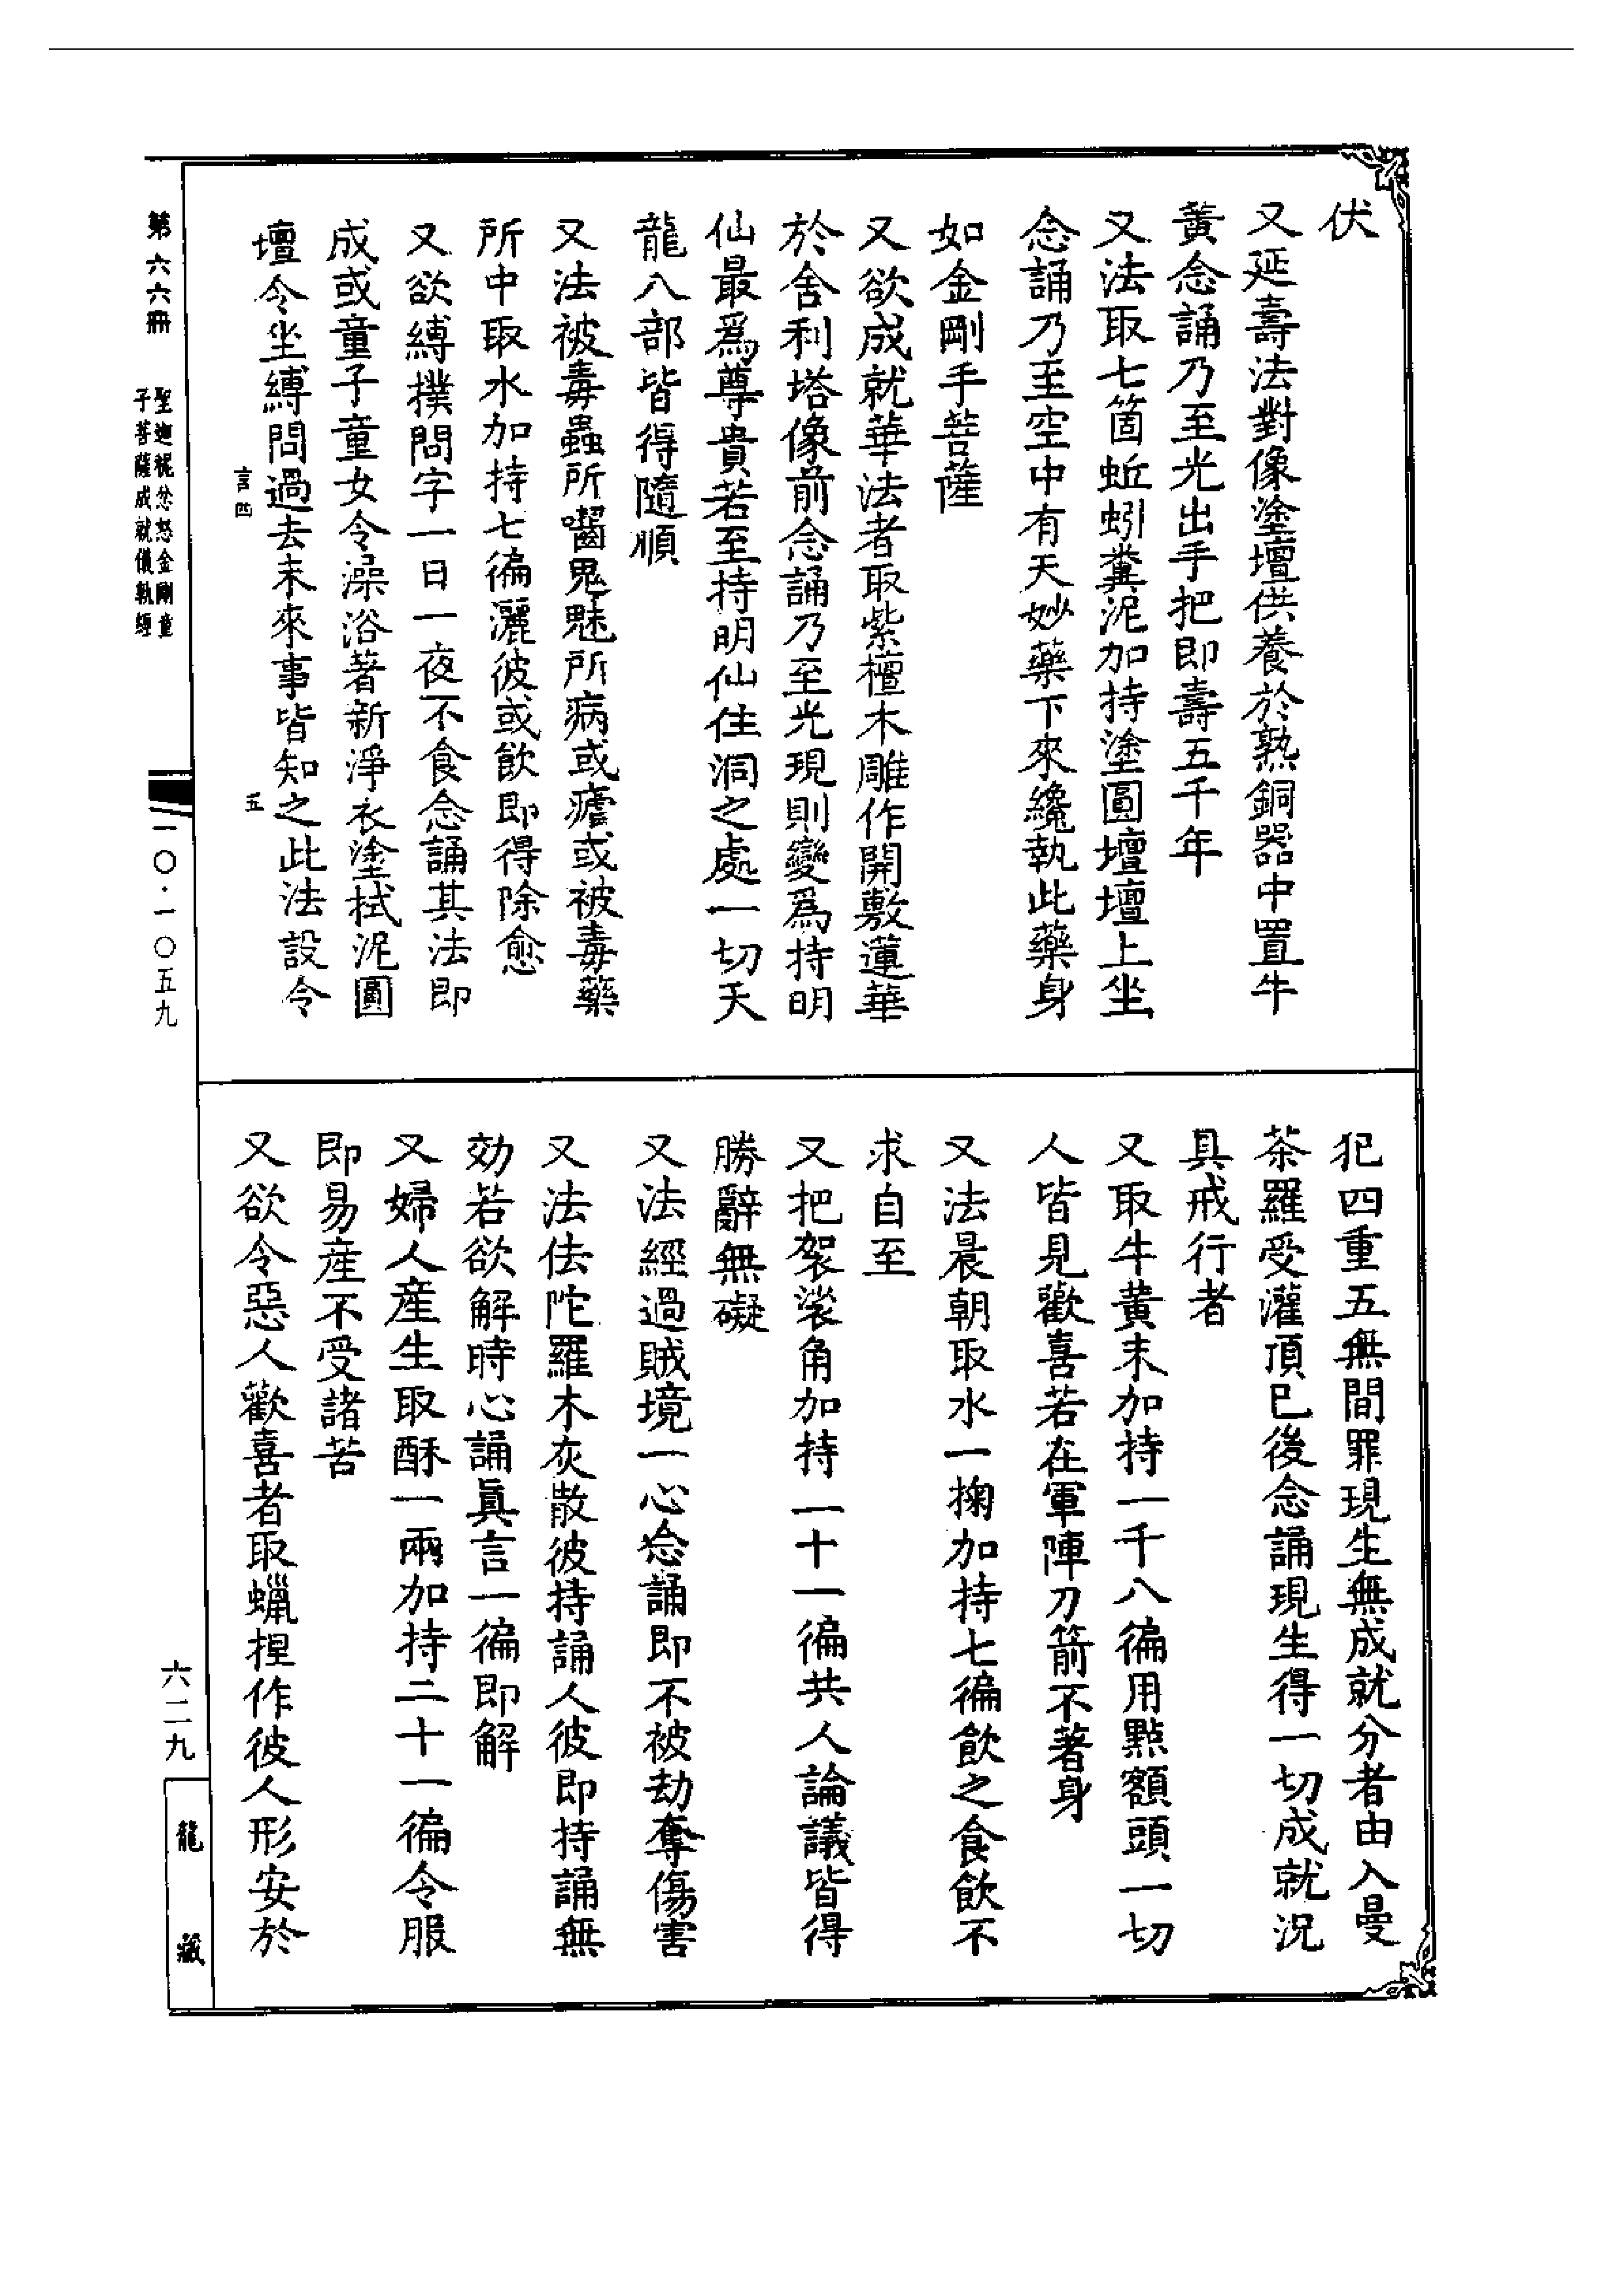 伏
又延壽法對像塗壇供養於熟銅器中置牛
黃念誦乃至光出手把即壽五千年
又法取七箇蚯蚓糞泥加持塗圓壇壇上坐
念誦乃至空中有天妙藥下來纔執此藥身
如金剛手菩薩
又欲成就華法者取紫檀木雕作開敷蓮華
於舍利塔像前念誦乃至光現則變爲持明
仙最爲尊貴若至持明仙住洞之處一切天
龍八部皆得隨順
又法被毒蟲所囓鬼魅所病或瘧或被毒藥
所中取水加持七徧灑彼或飲即得除愈
又欲縛撲問字一日一夜不食念誦其法即
成或童子童女令澡浴著新淨衣塗拭泥圓
壇令坐縛問過去未來事皆知之此法設令
言四
五
犯四重五無間罪現生無成就分者由入曼
茶羅受灌頂已後念誦現生得一切成就況
具戒行者
又取牛黃末加持一千八徧用點額頭一切
人皆見歡喜若在軍陣刀箭不著身
又法晨朝取水一掬加持七徧飲之食飲不
求自至
又把袈裟角加持一十一徧共人論議皆得
勝辭無礙
又法經過賊境一心念誦即不被劫奪傷害
又法佉陀羅木灰散彼持誦人彼即持誦無
効若欲解時心誦眞言一徧即解
又婦人産生取酥一兩加持二十一徧令服
即易産不受諸苦
又欲令惡人歡喜者取蠟捏作彼人形安於
第六六冊
聖迦柅忿怒金剛童
子菩薩成就儀軌經
一〇·一〇五九
六二九
龍藏